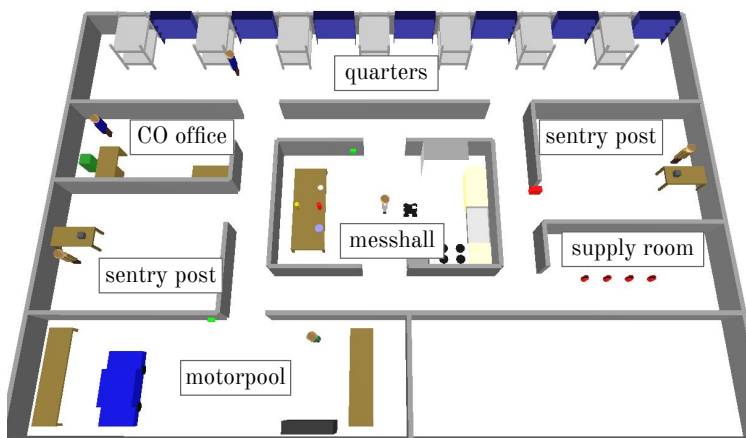 quarters
CO office
sentry post
messhall
supply room
sentry post
motorpool